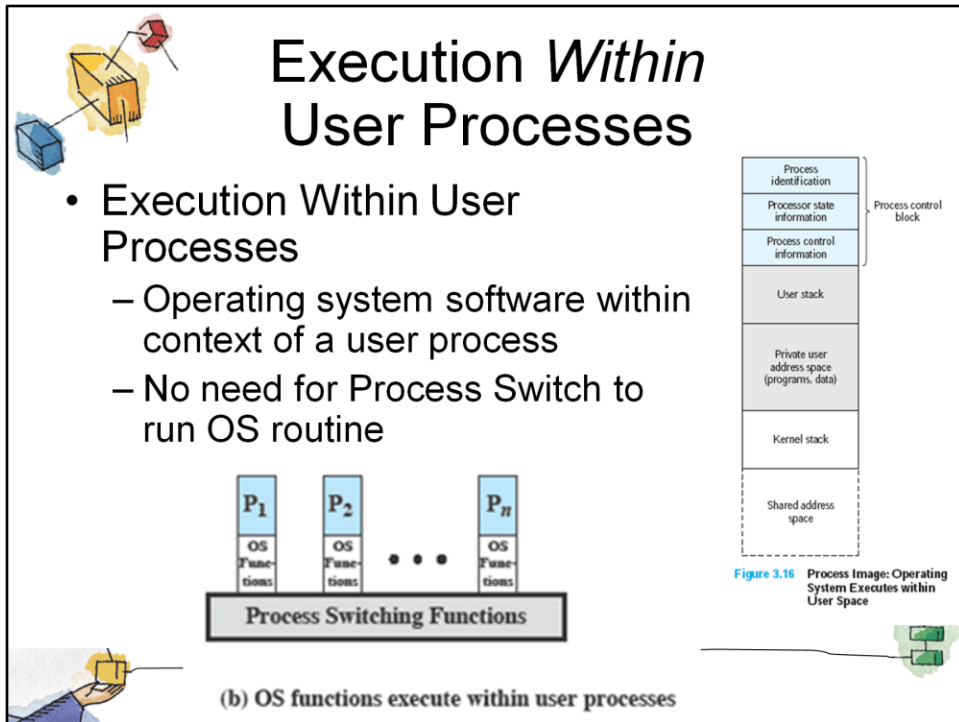 Execution Within
User Processes
• Execution Within User
Processes
– Operating system software within
context of a user process
– No need for Process Switch to
run OS routine
Process
identification
Processor state
information
Process control
information
Process control
block
User stack
Private user
address space
(programs, data)
Kernel stack
Shared address
space
Figure 3.16 Process Image: Operating
System Executes within
User Space
P1 P2 Pn
OS OS OS
Func- Func- Func-
tions tions • • • tions
Process Switching Functions
(b) OS functions execute within user processes